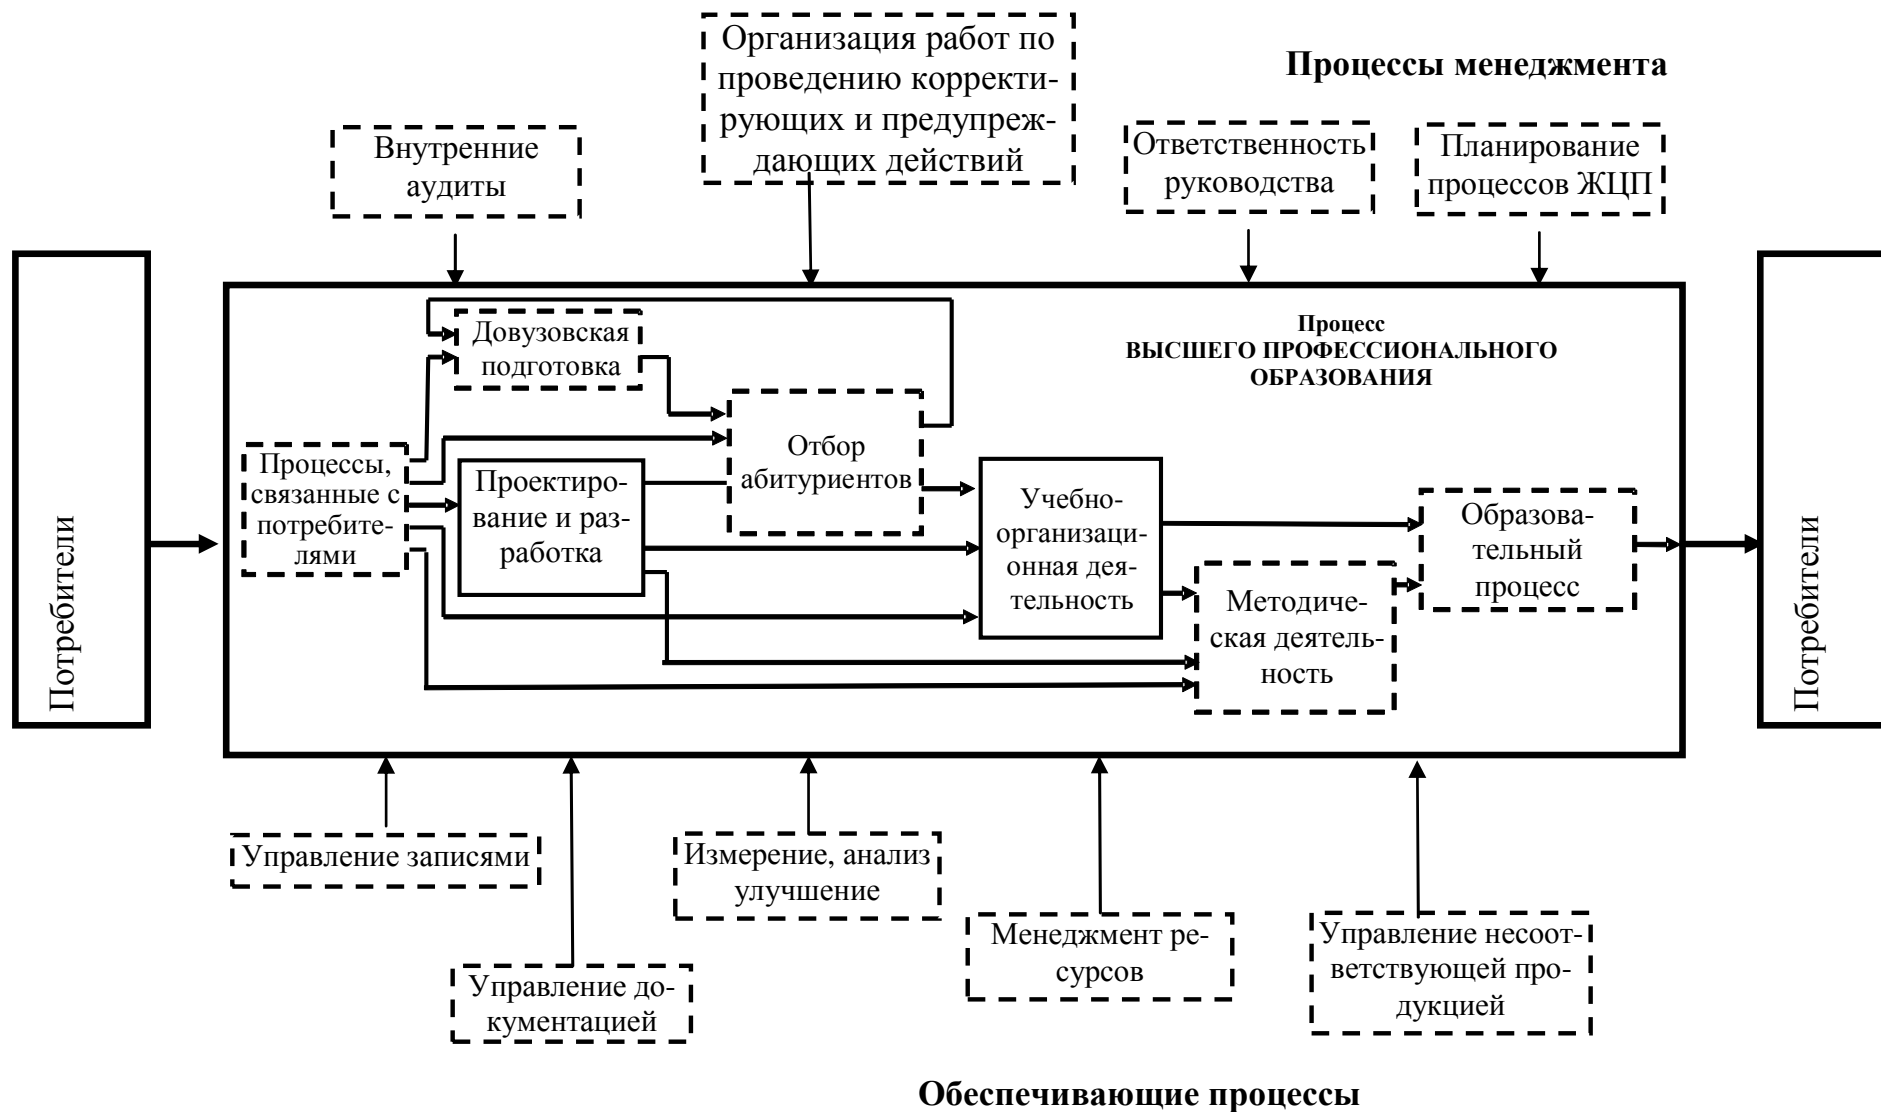 Организация работ по
проведению корректи-
рующих и предупреж-
дающих действий
Процессы менеджмента
Внутренние
аудиты
Ответственность
руководства
Планирование
процессов ЖЦП
Потребители
Процесс
ВЫСШЕГО ПРОФЕССИОНАЛЬНОГО
ОБРАЗОВАНИЯ
Довузовская
подготовка
Отбор
абитуриентов
Процессы,
связанные с
потребите-
лями
Проектиро-
вание и раз-
работка
Учебно-
организаци-
онная дея-
тельность
Методиче-
ская деятель-
ность
Образова-
тельный
процесс
Потребители
Управление записями
Измерение, анализ
улучшение
Менеджмент ре-
сурсов
Управление несоот-
ветствующей про-
дукцией
Управление до-
кументацией
Обеспечивающие процессы